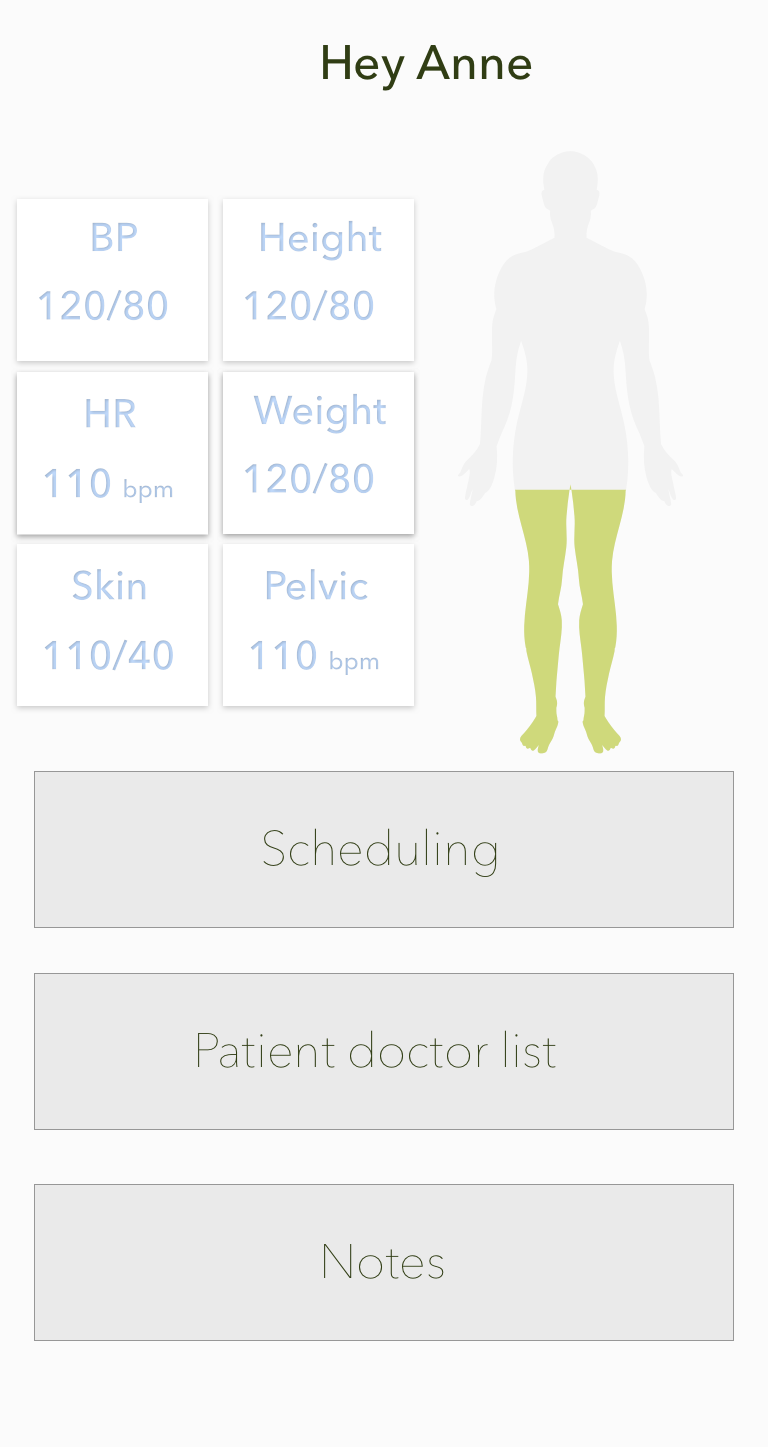 Hey Anne
BP
120/80
Height
120/80
HR
110 bpm
Weight
120/80
Skin
110/40
Pelvic
110 bpm
Scheduling
Patient doctor list
Notes